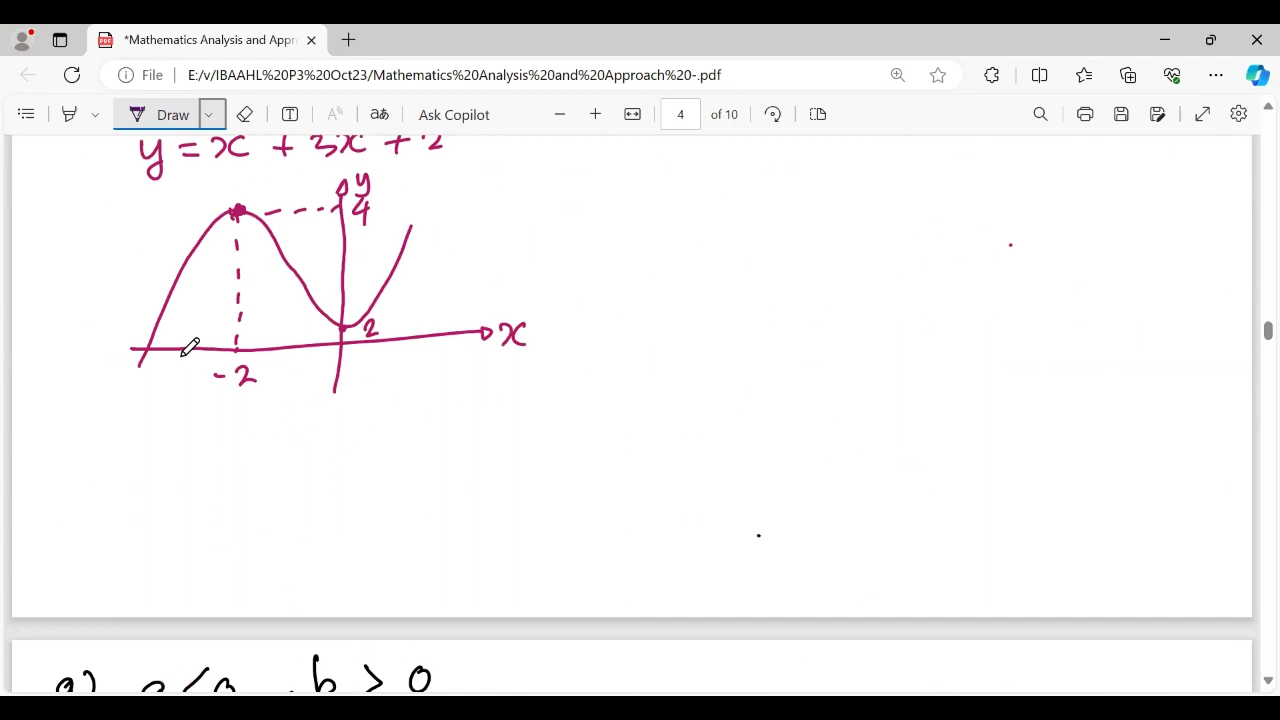 *Mathematics Analysis and Appr
File E:/v/IBAAHL%20P3%20Oct23/Mathematics%20Analysis%20and%20Approach%20-.pdf
Draw Ask Copilot 4 of 10
y = x + 3x + 2
y
4
2
x
-2
b > 0